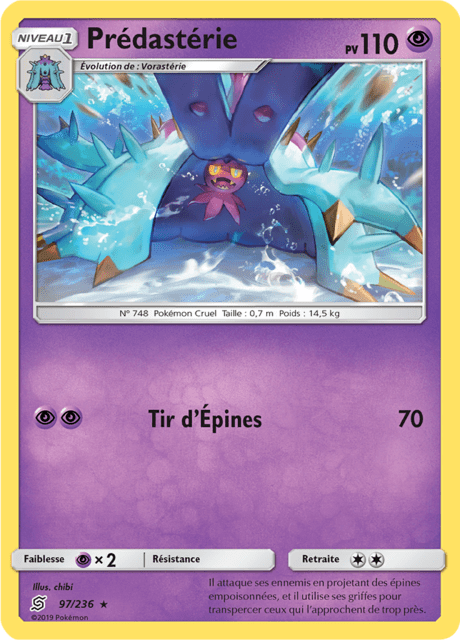 NIVEAU 1
Prédastérie
PV 110
Évolution de : Vorastérie
N° 748 Pokémon Cruel Taille : 0,7 m Poids : 14,5 kg
Tir d'Épines 70
Faiblesse ×2 Résistance Retraite
Illus. chibi
97/236 ★
©2019 Pokémon
Il attaque ses ennemis en projetant des épines
empoisonnées, et il utilise ses griffes pour
transpercer ceux qui l'approchent de trop près.